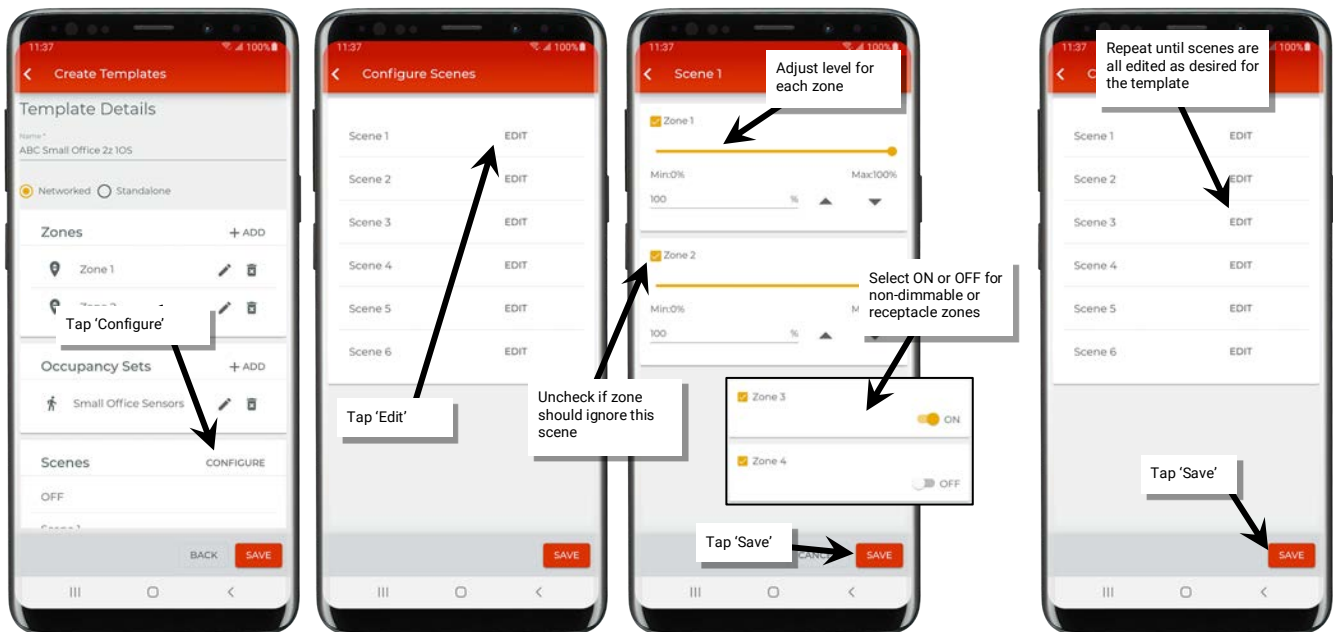 11:37
100%
Create Templates
Template Details
Name *
ABC Small Office 2z 1OS
Networked
Standalone
Zones
+ ADD
Zone 1
Tap ‘Configure’
Occupancy Sets
+ ADD
Small Office Sensors
Scenes
CONFIGURE
OFF
Scene 1
BACK
SAVE
11:37
100%
Configure Scenes
Scene 1
EDIT
Scene 2
EDIT
Scene 3
EDIT
Scene 4
EDIT
Scene 5
EDIT
Scene 6
EDIT
Tap ‘Edit’
SAVE
11:37
100%
Scene 1
Adjust level for
each zone
Zone 1
Min:0%
Max:100%
100
%
Zone 2
Select ON or OFF for
non-dimmable or
receptacle zones
Min:0%
100
%
Uncheck if zone
should ignore this
scene
Zone 3
ON
Zone 4
OFF
Tap ‘Save’
SAVE
11:37
100%
Repeat until scenes are
all edited as desired for
the template
Scene 1
EDIT
Scene 2
EDIT
Scene 3
EDIT
Scene 4
EDIT
Scene 5
EDIT
Scene 6
EDIT
Tap ‘Save’
SAVE